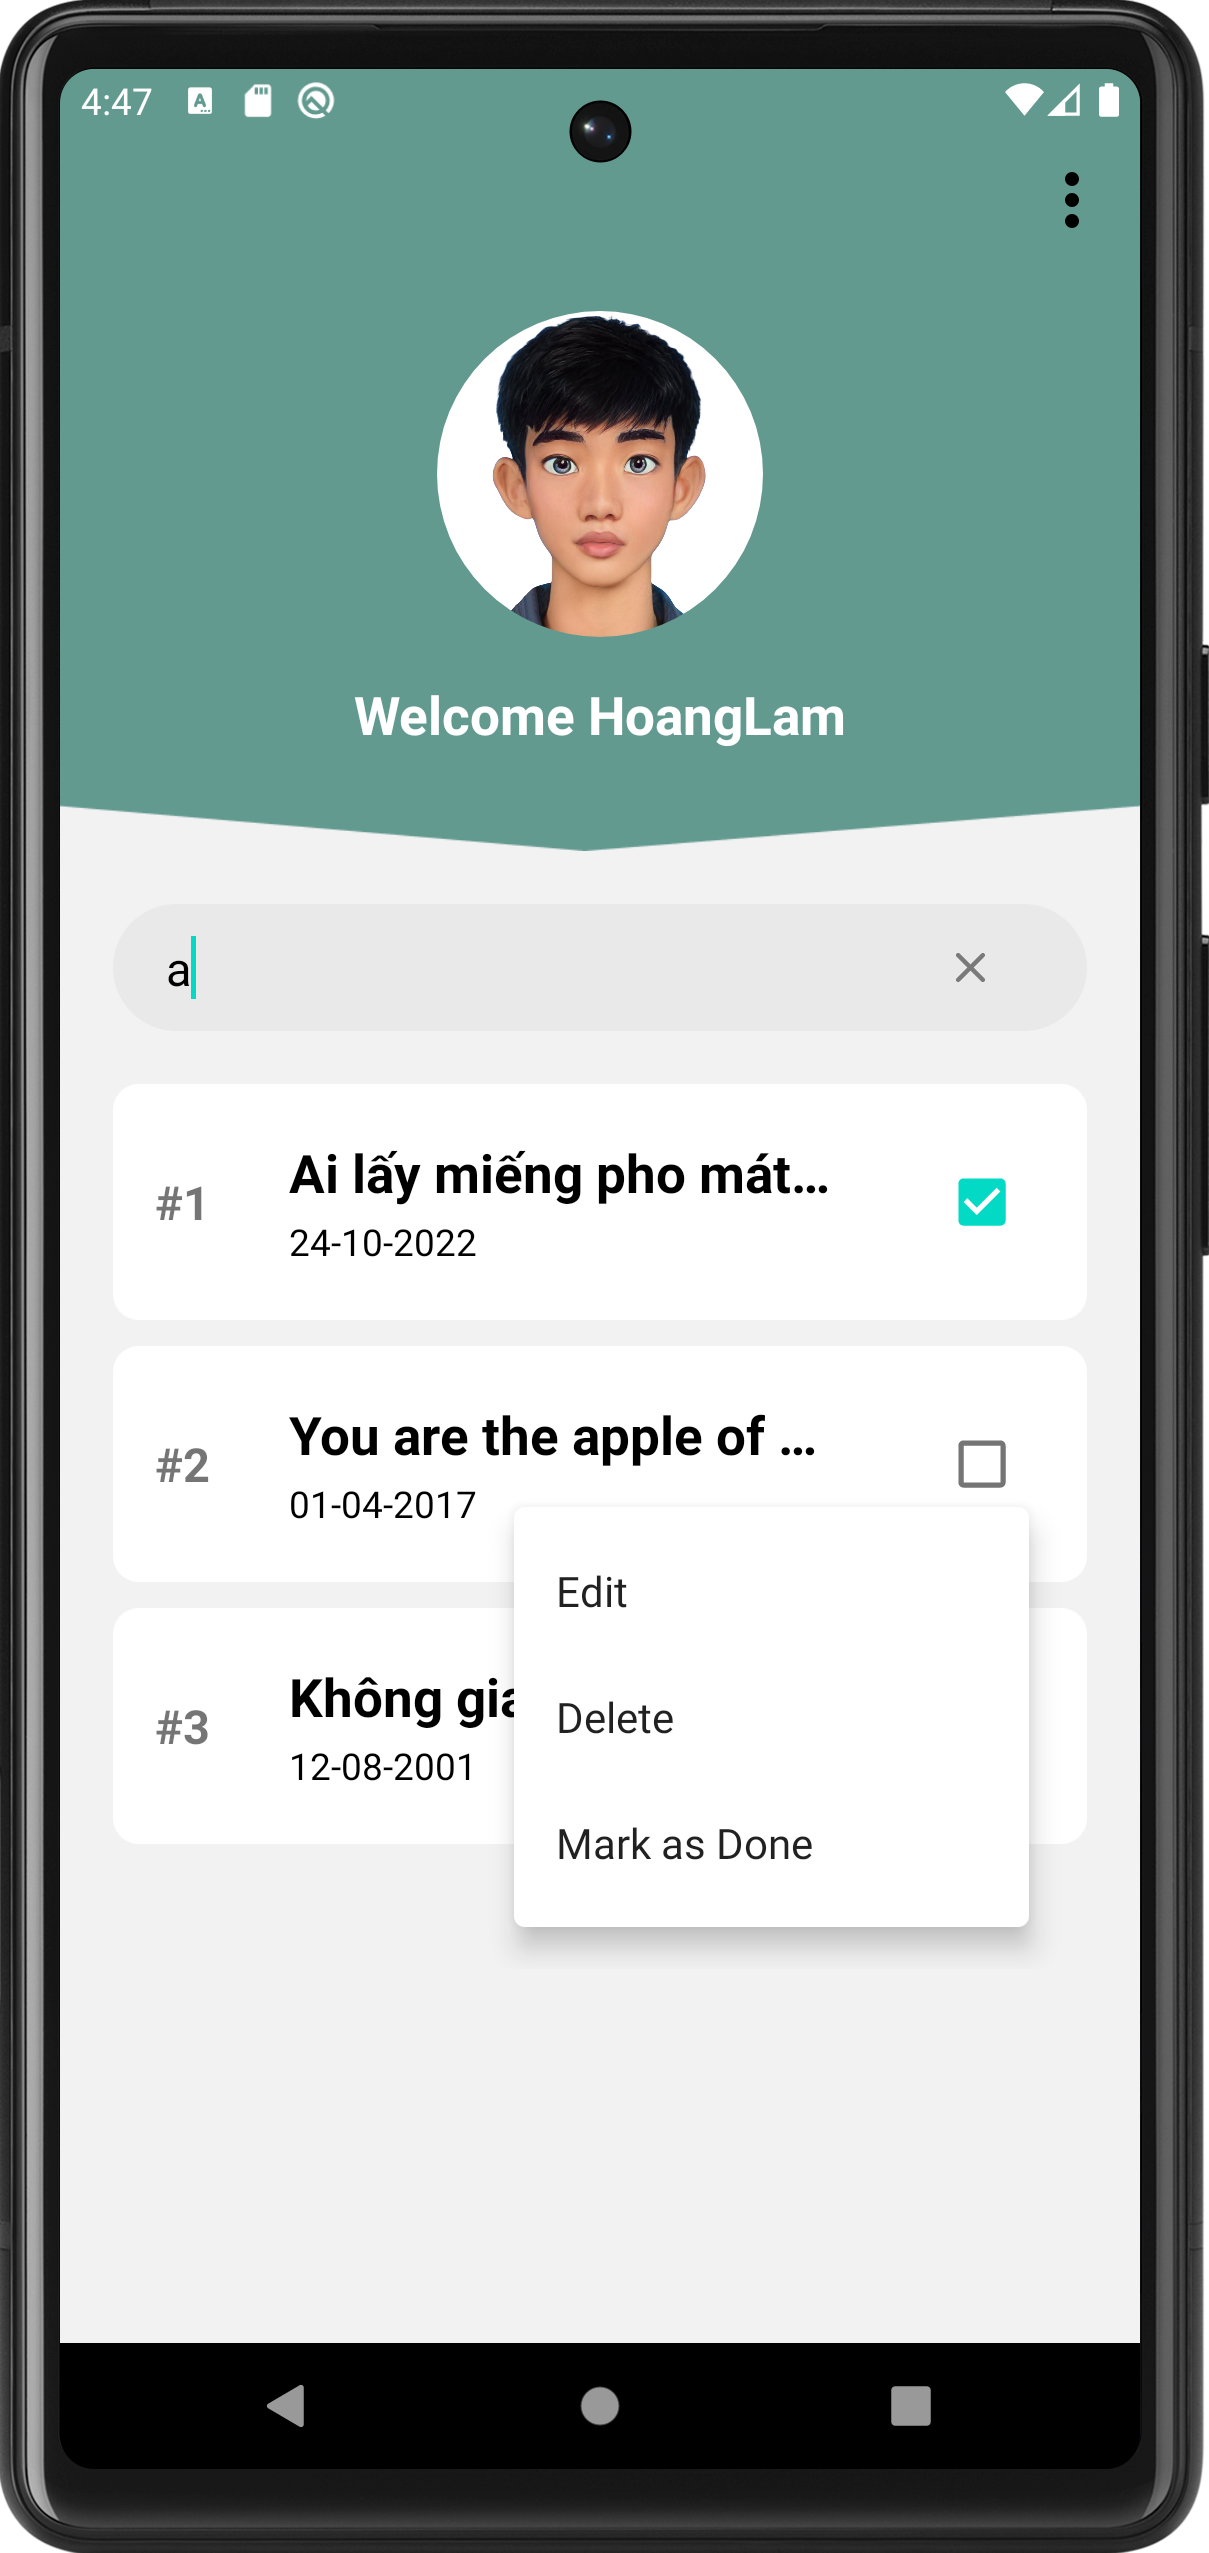 4:47
Welcome HoangLam
a
#1
Ai lấy miếng pho mát...
24-10-2022
#2
You are the apple of ...
01-04-2017
Edit
#3
Không gia
Delete
12-08-2001
Mark as Done